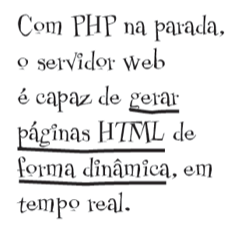 Com PHP na parada,
o servidor web
é capaz de gerar
páginas HTML de
forma dinâmica, em
tempo real.